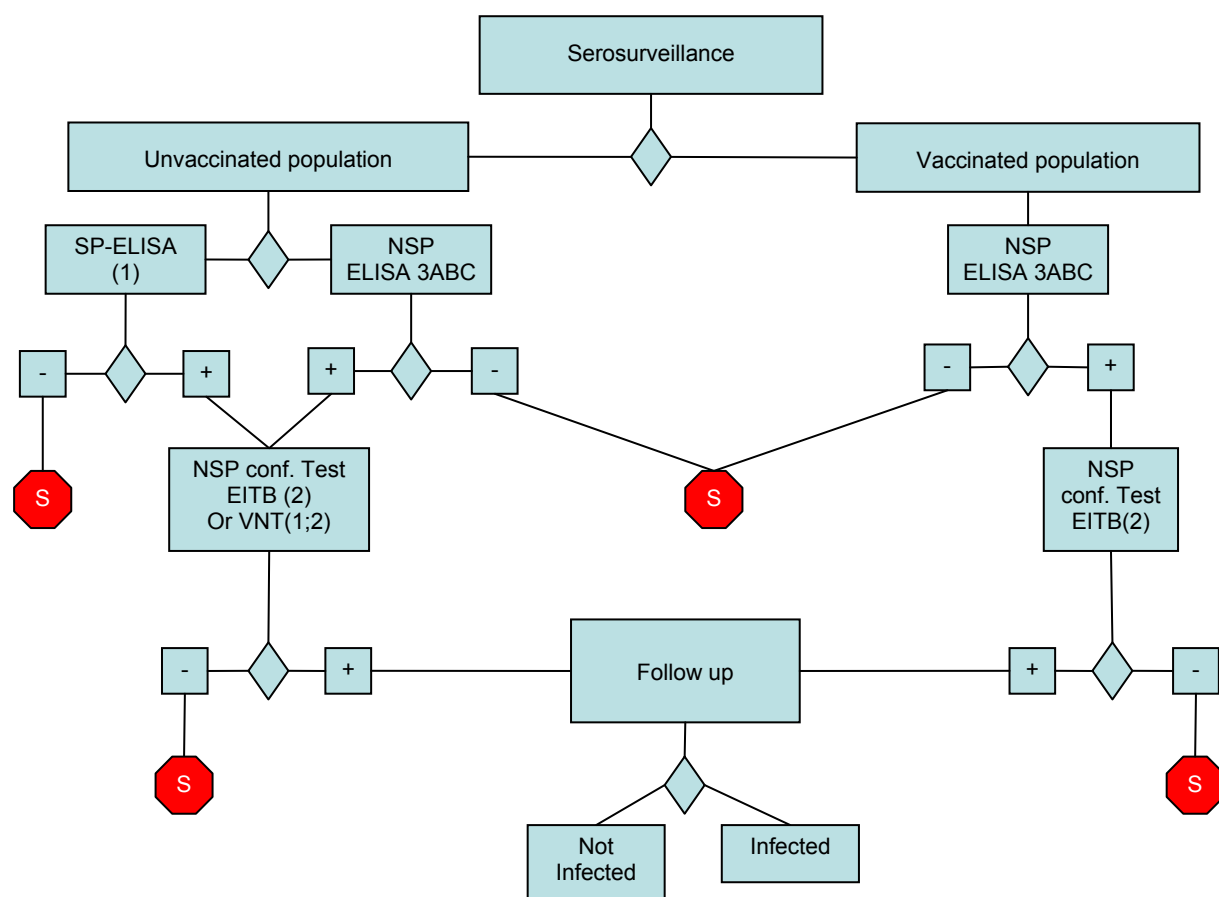 Serosurveillance
Unvaccinated population
Vaccinated population
SP-ELISA
(1)
NSP
ELISA 3ABC
NSP
ELISA 3ABC
-
+
+
-
-
+
S
NSP conf. Test
EITB (2)
Or VNT(1;2)
S
NSP
conf. Test
EITB(2)
-
+
Follow up
+
-
S
S
Not
Infected
Infected